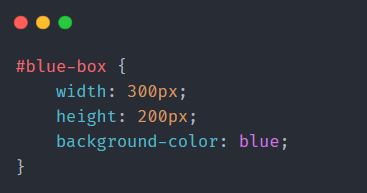 #blue-box {
    width: 300px;
    height: 200px;
    background-color: blue;
}